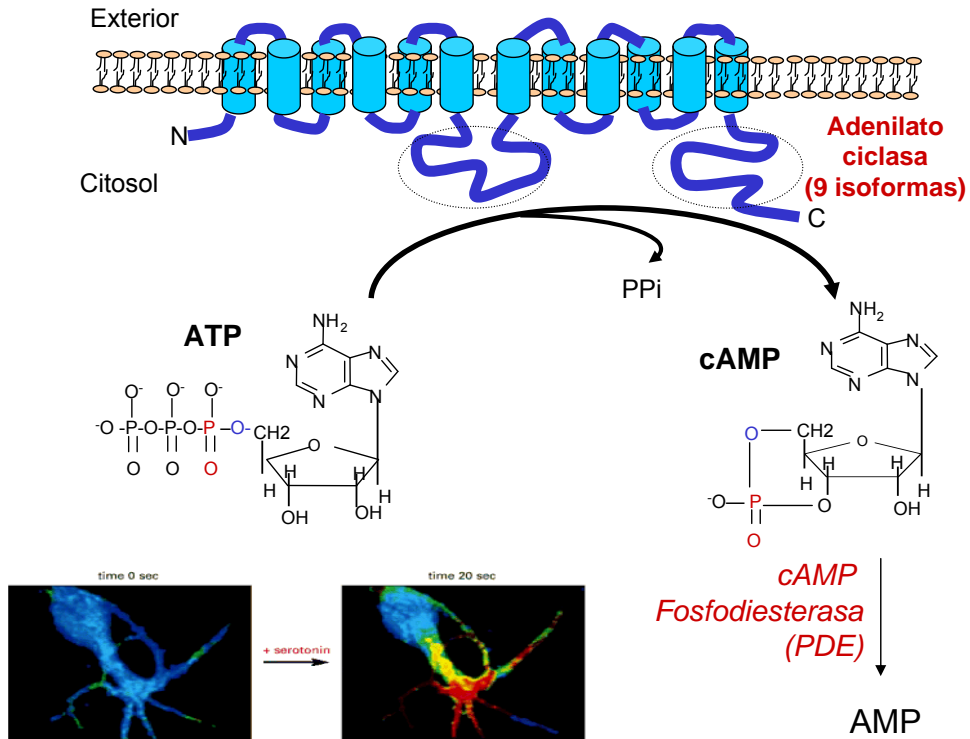 Exterior
N
Citosol
Adenilato
ciclasa
(9 isoformas)
C
PPi
ATP
NH2
N
N
N
N
O- O- O-
-O-P-O-P-O-P-O-CH2
O O O
O
H
H
H
H
OH
OH
cAMP
NH2
N
N
N
N
O
CH2
O
H
H
H
H
-O
P
O
O
OH
time 0 sec
+ serotonin
time 20 sec
cAMP
Fosfodiesterasa
(PDE)
AMP